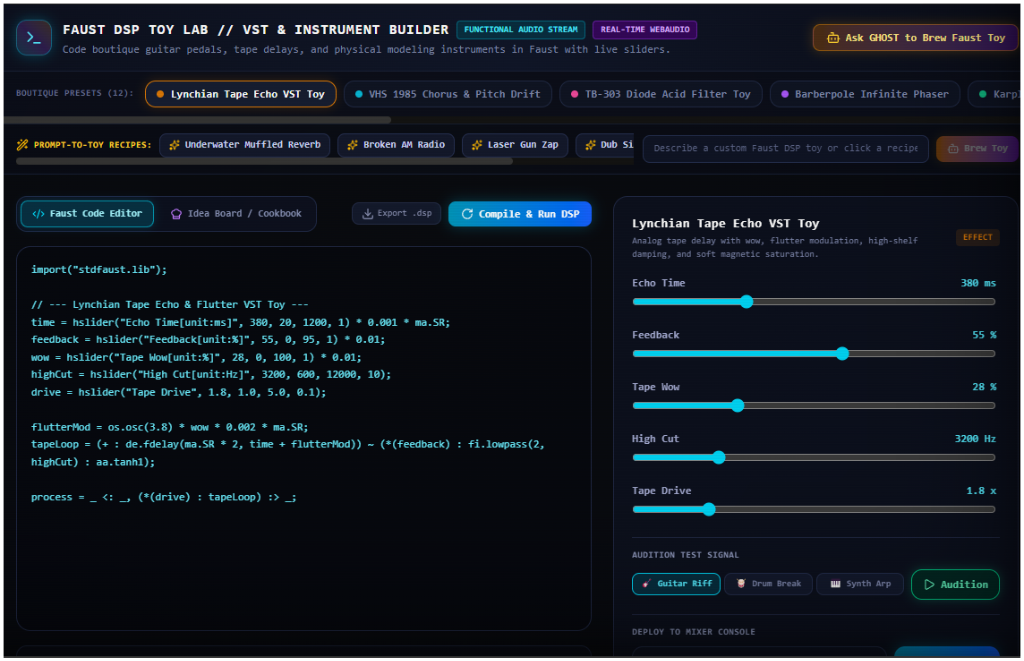 FAUST DSP TOY LAB // VST & INSTRUMENT BUILDER
FUNCTIONAL AUDIO STREAM
REAL-TIME WEBAUDIO
Code boutique guitar pedals, tape delays, and physical modeling instruments in Faust with live sliders.
Ask GHOST to Brew Faust Toy
BOUTIQUE PRESETS (12):
Lynchian Tape Echo VST Toy
VHS 1985 Chorus & Pitch Drift
TB-303 Diode Acid Filter Toy
Barberpole Infinite Phaser
Karpl
PROMPT-TO-TOY RECIPES:
Underwater Muffled Reverb
Broken AM Radio
Laser Gun Zap
Dub Si
Describe a custom Faust DSP toy or click a recipe
Brew Toy
</> Faust Code Editor
Idea Board / Cookbook
Export .dsp
Compile & Run DSP
import("stdfaust.lib");
// --- Lynchian Tape Echo & Flutter VST Toy ---
time = hslider("Echo Time[unit:ms]", 380, 20, 1200, 1) * 0.001 * ma.SR;
feedback = hslider("Feedback[unit:%]", 55, 0, 95, 1) * 0.01;
wow = hslider("Tape Wow[unit:%]", 28, 0, 100, 1) * 0.01;
highCut = hslider("High Cut[unit:Hz]", 3200, 600, 12000, 10);
drive = hslider("Tape Drive", 1.8, 1.0, 5.0, 0.1);
flutterMod = os.osc(3.8) * wow * 0.002 * ma.SR;
tapeLoop = (+ : de.fdelay(ma.SR * 2, time + flutterMod)) ~ (*(feedback) : fi.lowpass(2,
highCut) : aa.tanh1);
process = _ <: _, (*(drive) : tapeLoop) :> _;
Lynchian Tape Echo VST Toy
Analog tape delay with wow, flutter modulation, high-shelf
damping, and soft magnetic saturation.
EFFECT
Echo Time
380 ms
Feedback
55 %
Tape Wow
28 %
High Cut
3200 Hz
Tape Drive
1.8 x
AUDITION TEST SIGNAL
Guitar Riff
Drum Break
Synth Arp
Audition
DEPLOY TO MIXER CONSOLE